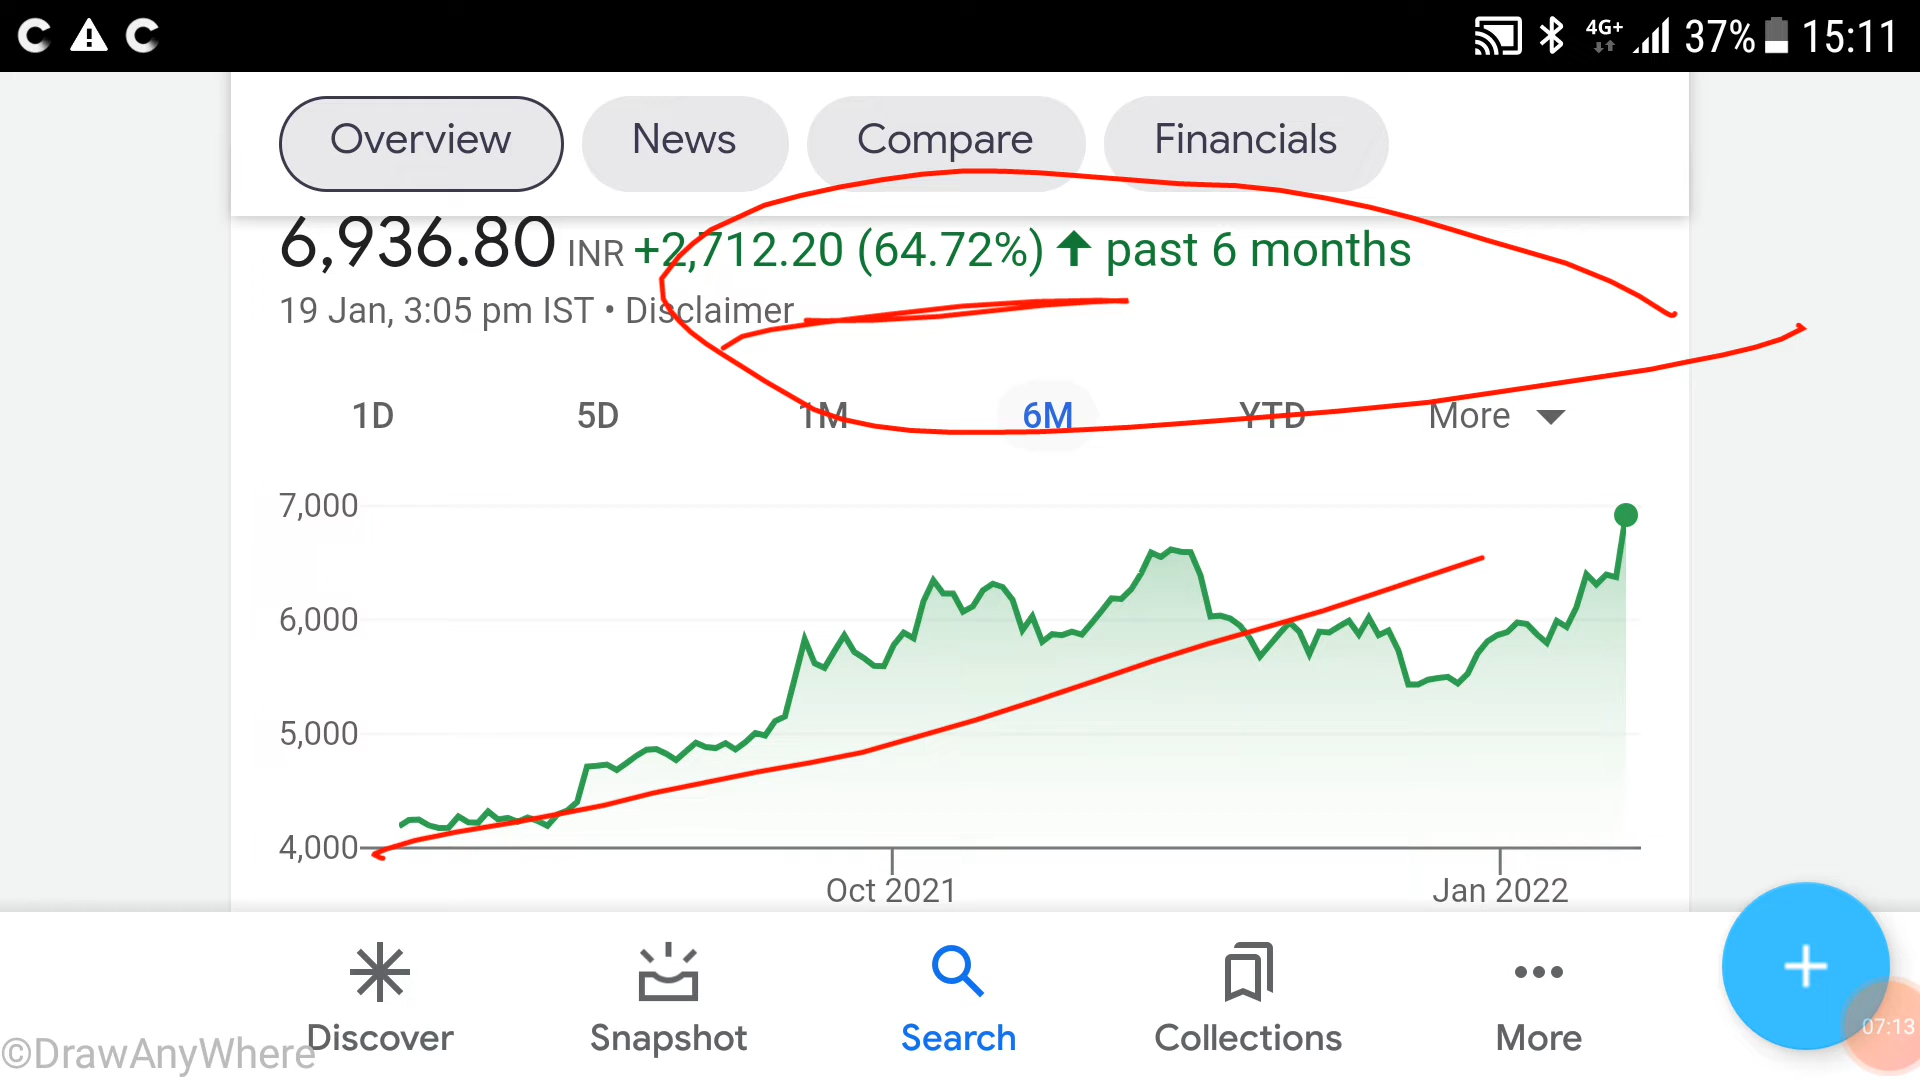 4G+ 37% 15:11
Overview News Compare Financials
6,936.80 INR +2,712.20 (64.72%) ↑ past 6 months
19 Jan, 3:05 pm IST • Disclaimer
1D 5D 1M 6M YTD More
7,000
6,000
5,000
4,000
Oct 2021 Jan 2022
Discover Snapshot Search Collections More
07:13
©DrawAnyWhere